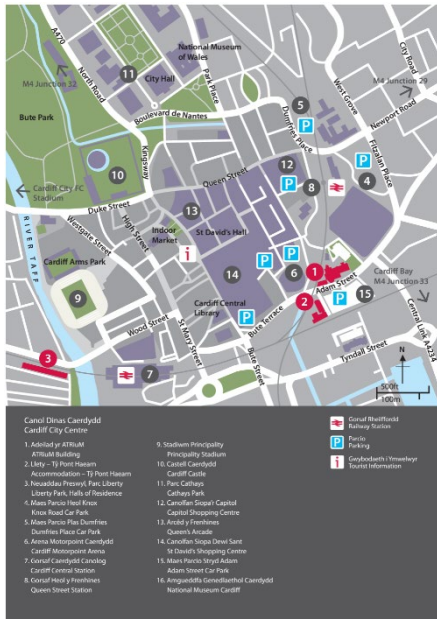 A470
M4 Junction 32
North Road
11
City Hall
National Museum
of Wales
Park Place
City Road
M4 Junction 29
West Grove
Newport Road
Bute Park
Boulevard de Nantes
Kingsway
5
Dumfries Place
P
Fitzalan Place
P
10
Queen Street
12
P
8
4
Cardiff City FC
Stadium
Duke Street
High Street
13
Indoor
Market
St David's Hall
RIVER TAFF
Westgate Street
Cardiff Arms Park
i
14
P
P
6
1
Adam Street
P
15
Cardiff Bay
M4 Junction 33
9
Cardiff Central
Library
2
Wood Street
St Mary Street
P
Bute Terrace
Bute Street
Tyndall Street
Central Link A4234
3
7
N
500ft
100m
Canol Dinas Caerdydd
Cardiff City Centre
1. Adeilad yr ATRiuM
ATRiuM Building
2. Llety – Tŷ Pont Haearn
Accommodation – Tŷ Pont Haearn
3. Neuaddau Preswyl, Parc Liberty
Liberty Park, Halls of Residence
4. Maes Parcio Heol Knox
Knox Road Car Park
5. Maes Parcio Plas Dumfries
Dumfries Place Car Park
6. Arena Motorpoint Caerdydd
Cardiff Motorpoint Arena
7. Gorsaf Caerdydd Canolog
Cardiff Central Station
8. Gorsaf Heol y Frenhines
Queen Street Station
9. Stadiwm Principality
Principality Stadium
10. Castell Caerdydd
Cardiff Castle
11. Parc Cathays
Cathays Park
12. Canolfan Siopa'r Capitol
Capitol Shopping Centre
13. Arcêd y Frenhines
Queen's Arcade
14. Canolfan Siopa Dewi Sant
St David's Shopping Centre
15. Maes Parcio Stryd Adam
Adam Street Car Park
16. Amgueddfa Genedlaethol Caerdydd
National Museum Cardiff
Gorsaf Rheilffordd
Railway Station
P
Parcio
Parking
i
Gwybodaeth i Ymwelwyr
Tourist Information